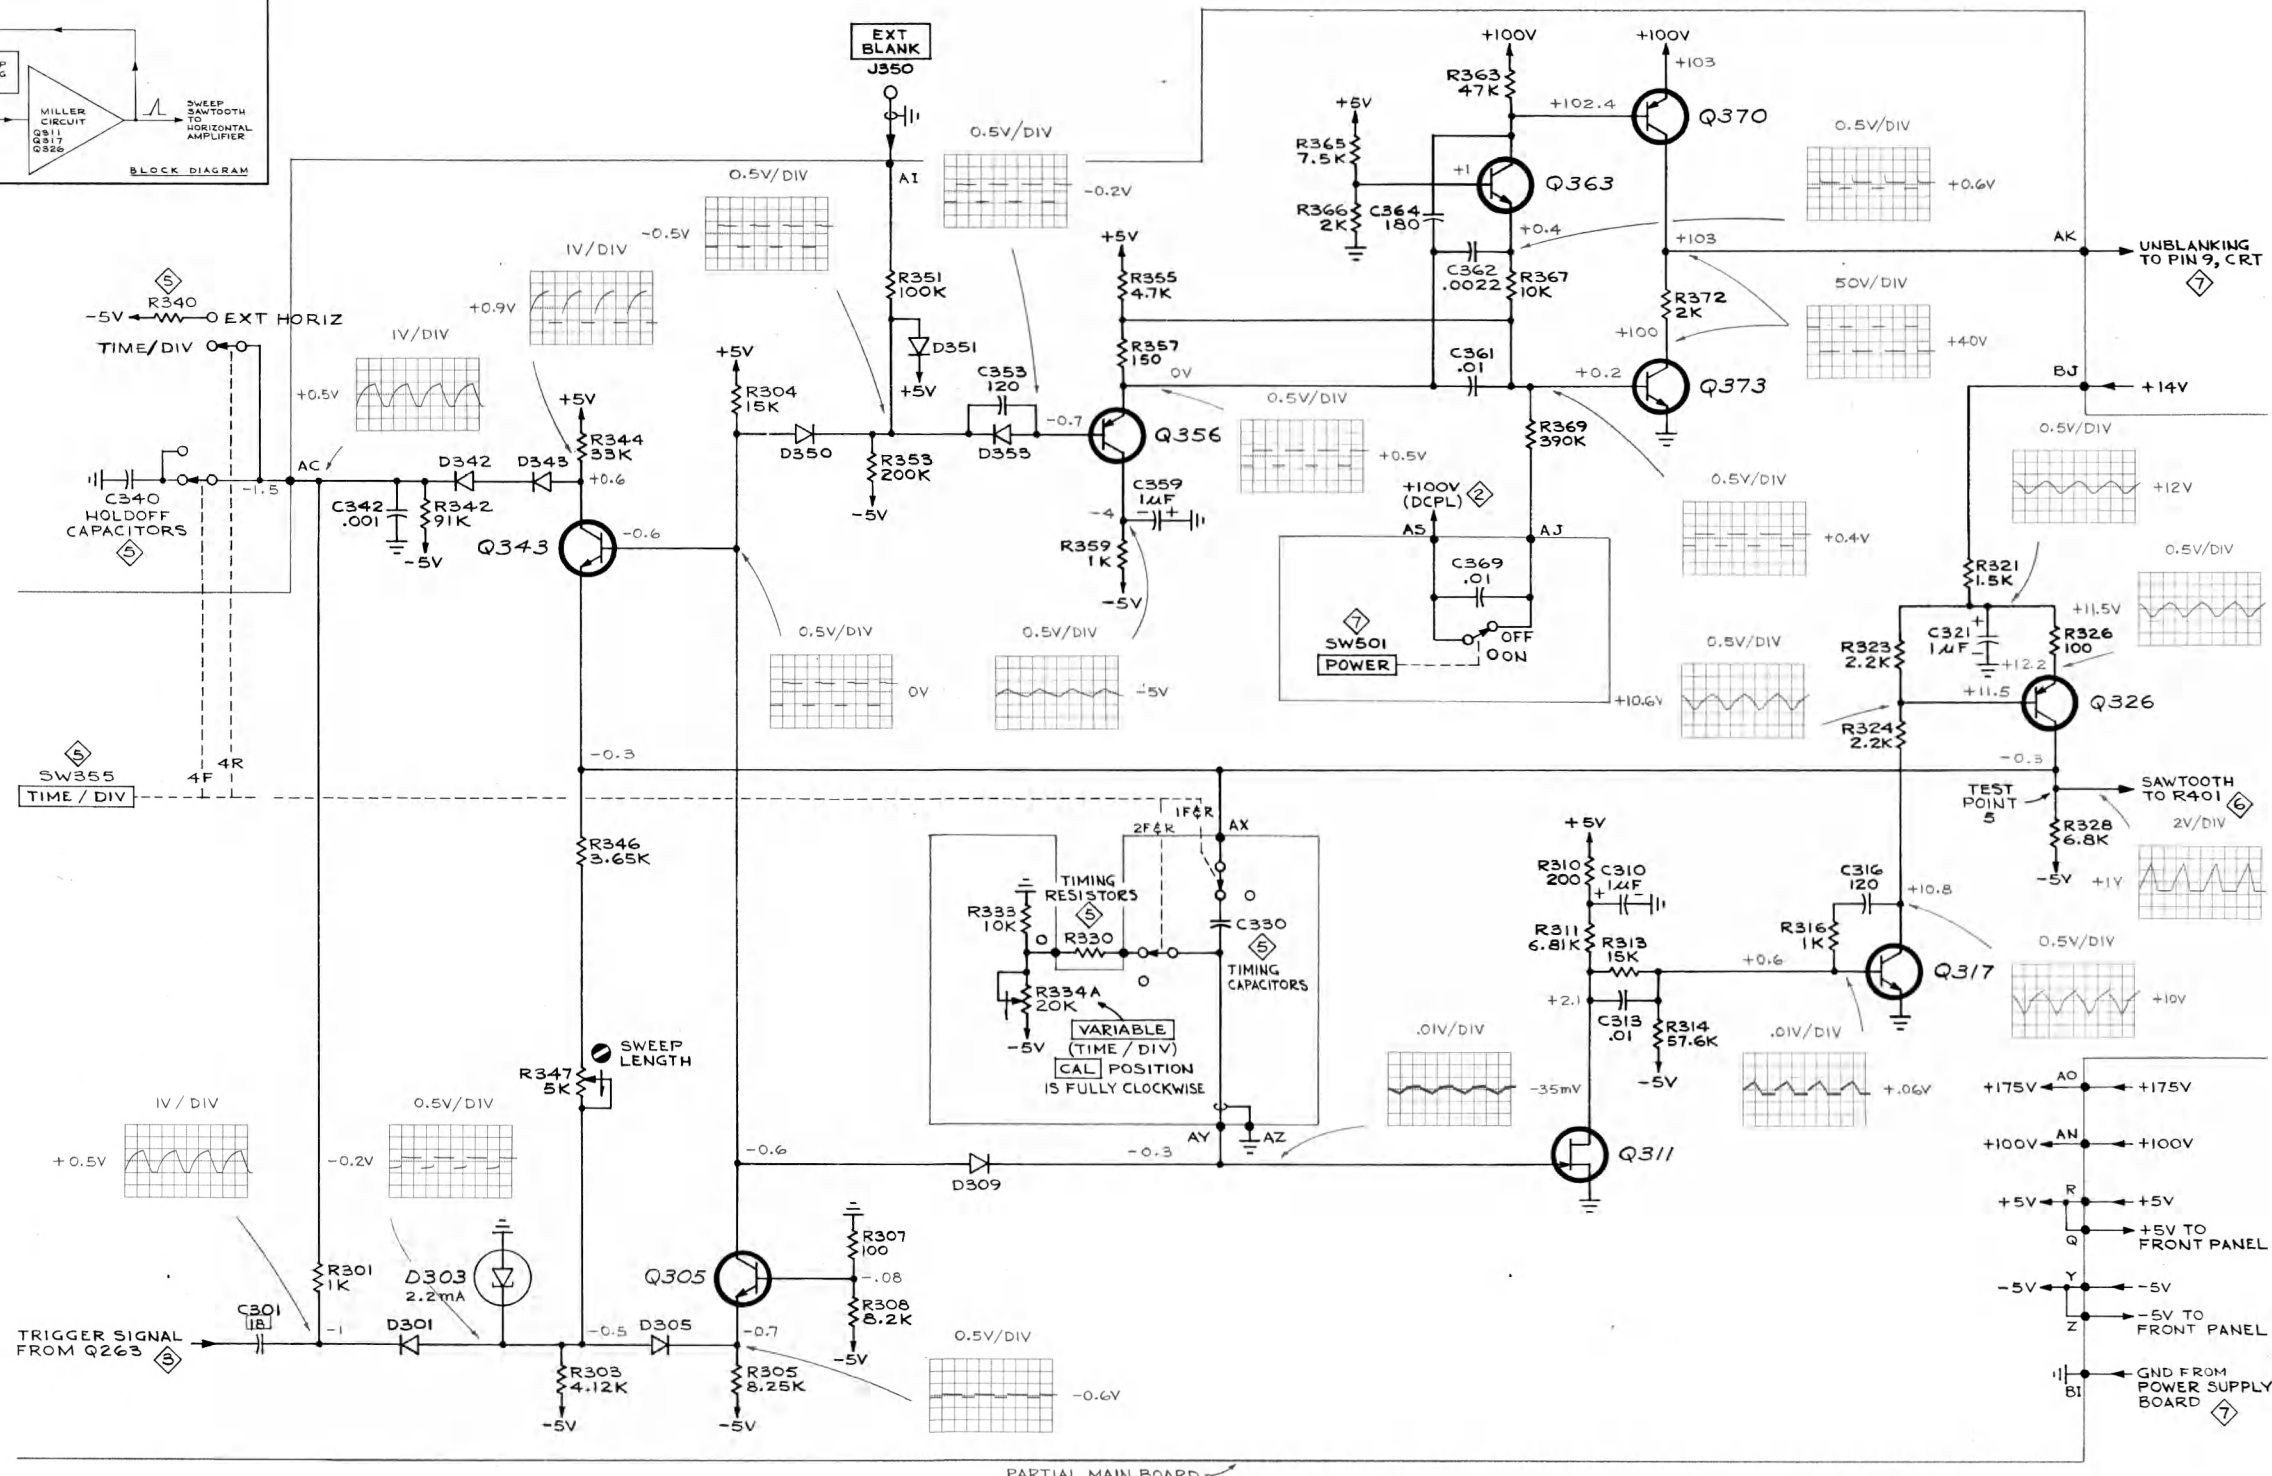 P
G
MILLER
CIRCUIT
Q311
Q317
Q326
SWEEP
SAWTOOTH
TO
HORIZONTAL
AMPLIFIER
BLOCK DIAGRAM
EXT
BLANK
J350
AI
0.5V/DIV
-0.5V
0.5V/DIV
-0.2V
+100V
R363
47K
+100V
+103
+102.4
Q370
+5V
R365
7.5K
+1
Q363
R366
2K
C364
180
+0.4
C362
.0022
R367
10K
+103
0.5V/DIV
+0.6V
AK
UNBLANKING
TO PIN 9, CRT
7
R372
2K
50V/DIV
+40V
+100
BJ
+14V
5
R340
-5V
EXT HORIZ
TIME/DIV
1V/DIV
+0.5V
1V/DIV
+0.9V
+5V
R344
33K
AC
-1.5
C340
HOLDOFF
CAPACITORS
5
C342
.001
R342
91K
-5V
D342
D343
+0.6
Q343
-0.6
+5V
R304
15K
R351
100K
D351
+5V
D350
R353
200K
-5V
C353
120
D353
-0.7
+5V
R355
4.7K
R357
150
0V
Q356
0.5V/DIV
+0.5V
C361
.01
+0.2
Q373
R369
390K
-4
C359
1µF
- +
R359
1K
-5V
+100V
(DCPL)
2
AS
AJ
C369
.01
7
SW501
POWER
OFF
ON
0.5V/DIV
+0.4V
0.5V/DIV
+12V
R321
1.5K
0.5V/DIV
+11.5V
R323
2.2K
C321
1µF
+
-
R326
100
+12.2
+11.5
Q326
R324
2.2K
0.5V/DIV
+10.6V
0.5V/DIV
0V
0.5V/DIV
-5V
5
SW355
TIME / DIV
4F
4R
-0.3
-0.3
TEST
POINT
5
SAWTOOTH
TO R401
6
R328
6.8K
-5V
2V/DIV
+1V
R346
3.65K
2F&R
1F&R
AX
TIMING
RESISTORS
5
R333
10K
R330
C330
5
TIMING
CAPACITORS
R334A
20K
-5V
VARIABLE
(TIME / DIV)
CAL POSITION
IS FULLY CLOCKWISE
AY
AZ
+5V
R310
200
C310
1µF
+ -
R311
6.81K
R313
15K
+2.1
C313
.01
R314
57.6K
-5V
+0.6
C316
120
R316
1K
+10.8
Q317
0.5V/DIV
+10V
.01V/DIV
-35mV
.01V/DIV
+.06V
SWEEP
LENGTH
R347
5K
1V/DIV
+0.5V
0.5V/DIV
-0.2V
-0.6
D309
-0.3
Q311
AO
+175V
+175V
AN
+100V
+100V
R
+5V
+5V
Q
+5V TO
FRONT PANEL
Y
-5V
-5V
Z
-5V TO
FRONT PANEL
BI
GND FROM
POWER SUPPLY
BOARD
7
R301
1K
D303
2.2mA
Q305
R307
100
-.08
R308
8.2K
-5V
TRIGGER SIGNAL
FROM Q263
3
C301
18
-1
D301
-0.5
D305
-0.7
R303
4.12K
-5V
R305
8.25K
-5V
0.5V/DIV
-0.6V
PARTIAL MAIN BOARD